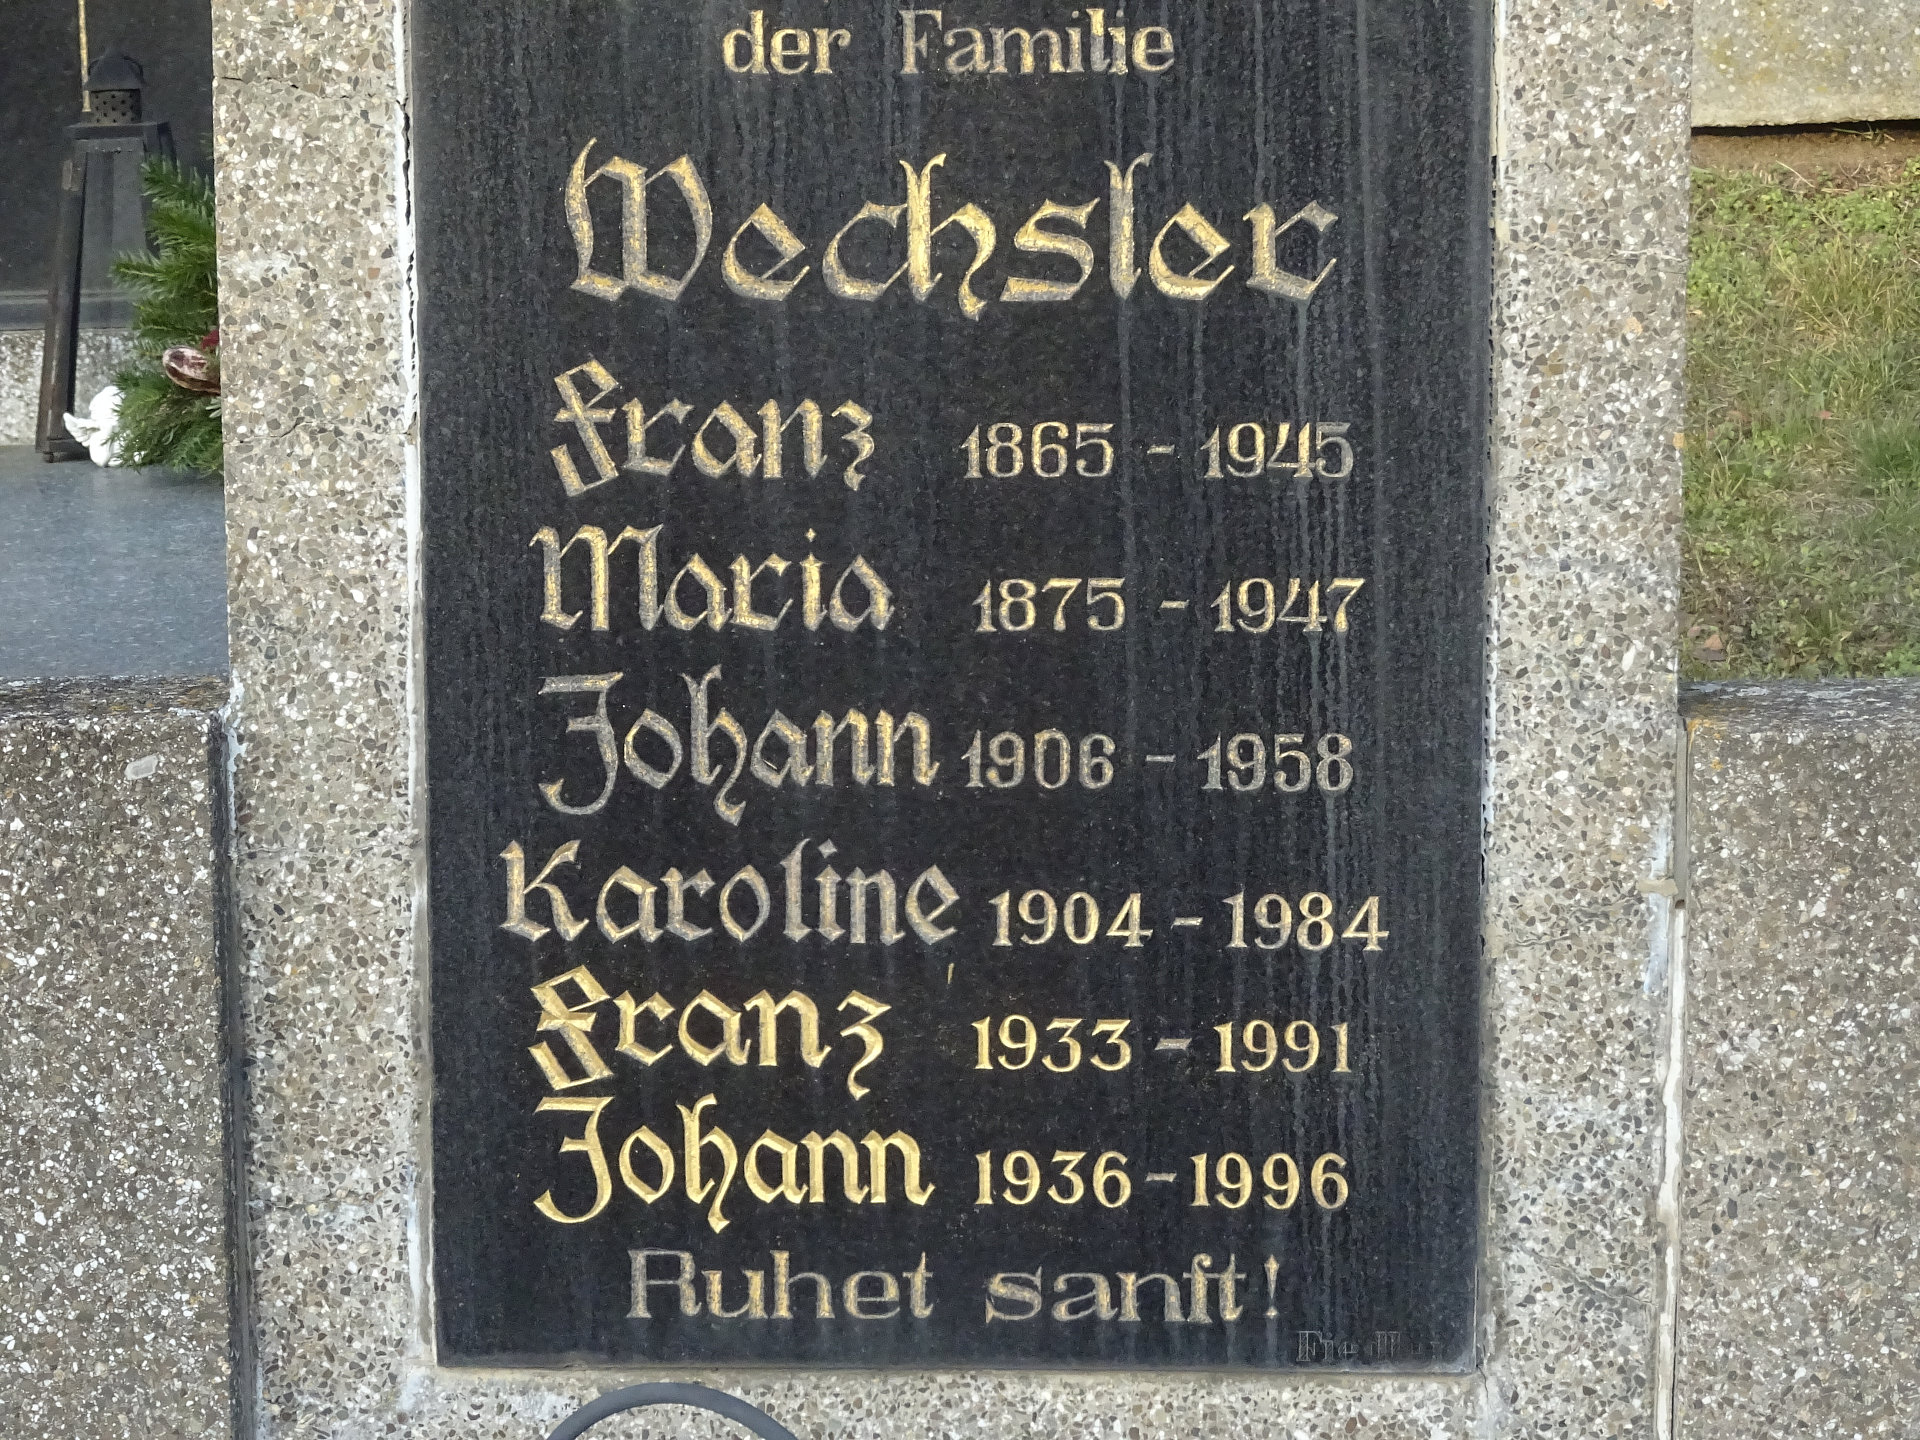 der Familie
Wechsler
Franz 1865 - 1945
Maria 1875 - 1947
Johann 1906 - 1958
Karoline 1904 - 1984
Franz 1933 - 1991
Johann 1936 - 1996
Ruhet sanft!